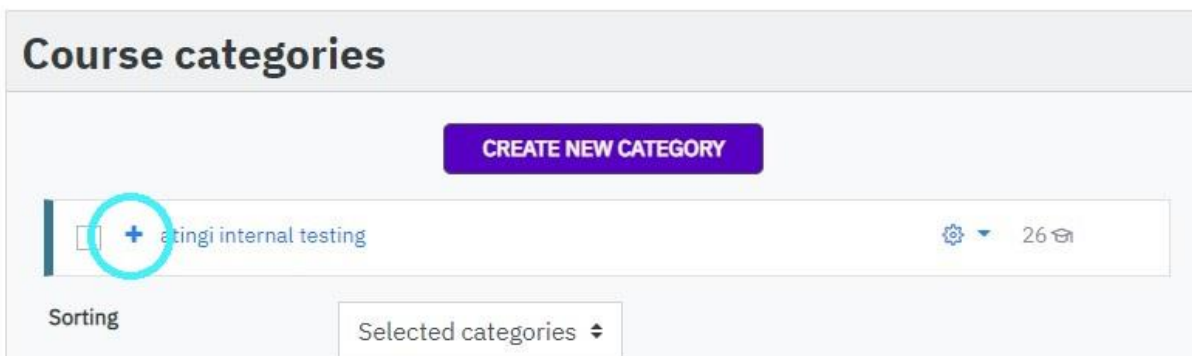 Course categories
CREATE NEW CATEGORY
atingi internal testing 26
Sorting Selected categories